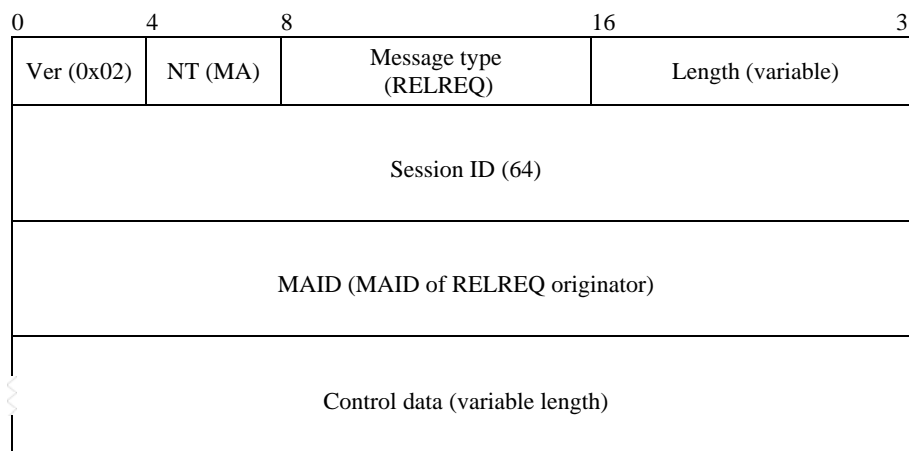 0 4 8 16 3
Ver (0x02) NT (MA) Message type (RELREQ) Length (variable)
Session ID (64)
MAID (MAID of RELREQ originator)
Control data (variable length)